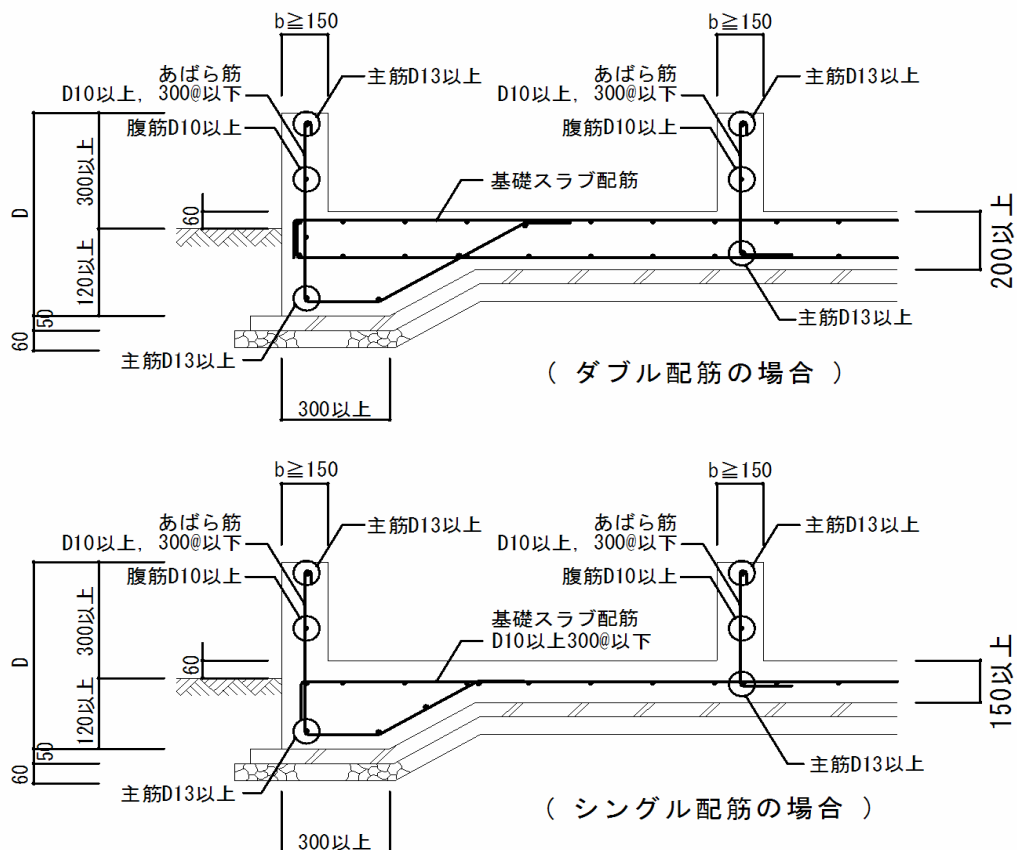 b≧150
b≧150
あばら筋
D10以上, 300@以下
主筋D13以上
あばら筋
D10以上, 300@以下
主筋D13以上
腹筋D10以上
腹筋D10以上
基礎スラブ配筋
D
300以上
60
120以上
50
60
200以上
主筋D13以上
主筋D13以上
300以上
( ダブル配筋の場合 )
b≧150
b≧150
あばら筋
D10以上, 300@以下
主筋D13以上
あばら筋
D10以上, 300@以下
主筋D13以上
腹筋D10以上
腹筋D10以上
基礎スラブ配筋
D10以上300@以下
D
300以上
60
120以上
50
60
150以上
主筋D13以上
主筋D13以上
300以上
( シングル配筋の場合 )